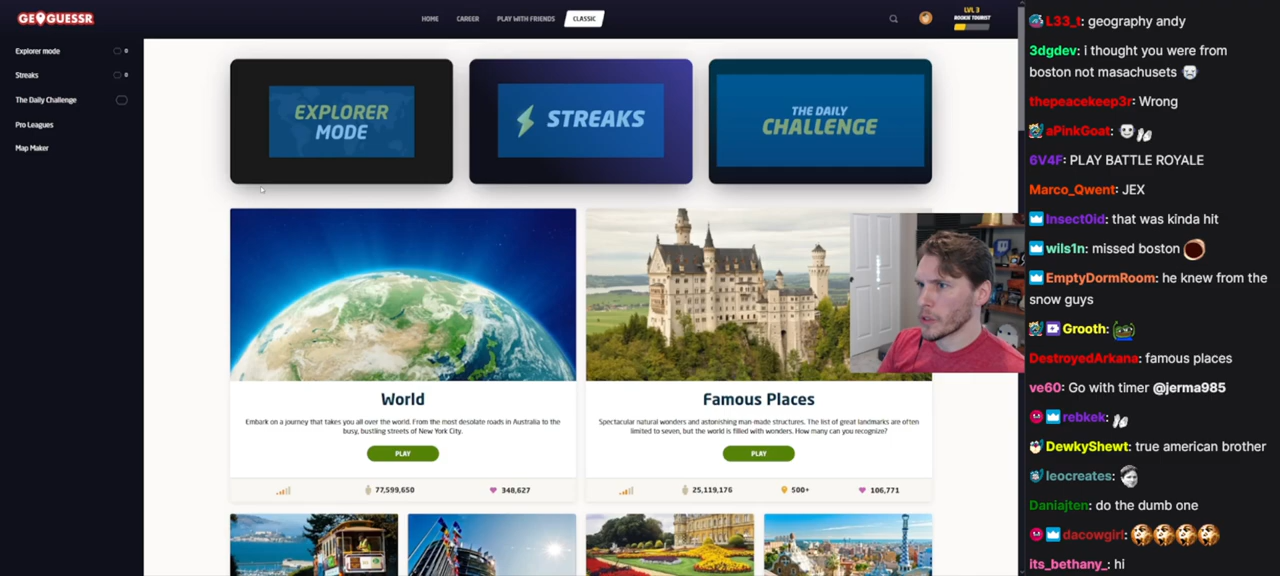 GEOGUESSR
HOME
CAREER
PLAY WITH FRIENDS
CLASSIC
LVL 3
ROOKIE TOURIST
Explorer mode
0
Streaks
0
The Daily Challenge
Pro Leagues
Map Maker
EXPLORER
MODE
STREAKS
THE DAILY
CHALLENGE
World
Embark on a journey that takes you all over the world. From the most desolate roads in Australia to the
busy, bustling streets of New York City.
PLAY
77,599,650
348,627
Famous Places
Spectacular natural wonders and astonishing man-made structures. The list of great landmarks are often
limited to seven, but the world is filled with wonders. How many can you recognize?
PLAY
25,119,176
500+
106,771
L33_t: geography andy
3dgdev: i thought you were from
boston not masachusets
thepeacekeep3r: Wrong
aPinkGoat:
6V4F: PLAY BATTLE ROYALE
Marco_Qwent: JEX
Insect0id: that was kinda hit
wils1n: missed boston
EmptyDormRoom: he knew from the
snow guys
Grooth:
DestroyedArkana: famous places
ve60: Go with timer @jerma985
rebkek:
DewkyShewt: true american brother
leocreates:
Daniajten: do the dumb one
dacowgirl:
its_bethany_: hi